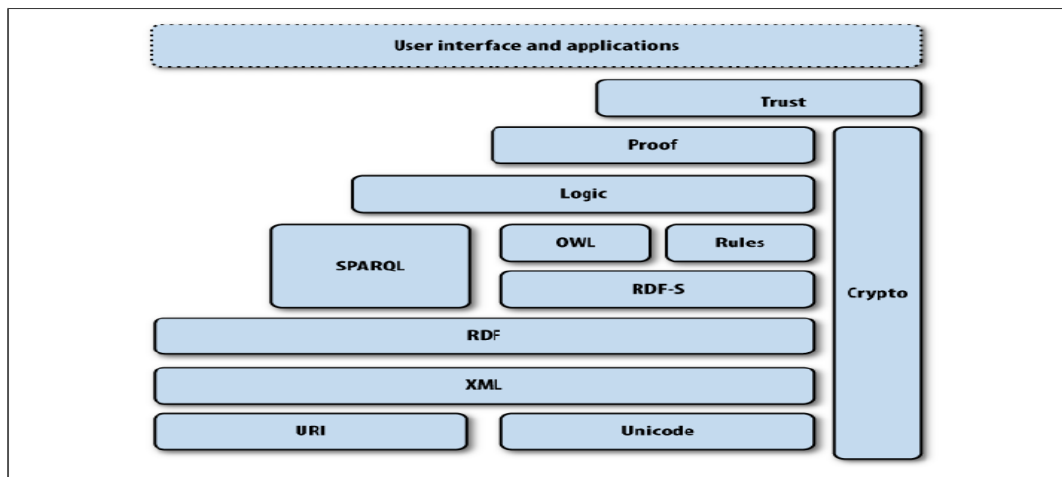 User interface and applications
Trust
Proof
Logic
SPARQL
OWL
Rules
RDF-S
Crypto
RDF
XML
URI
Unicode